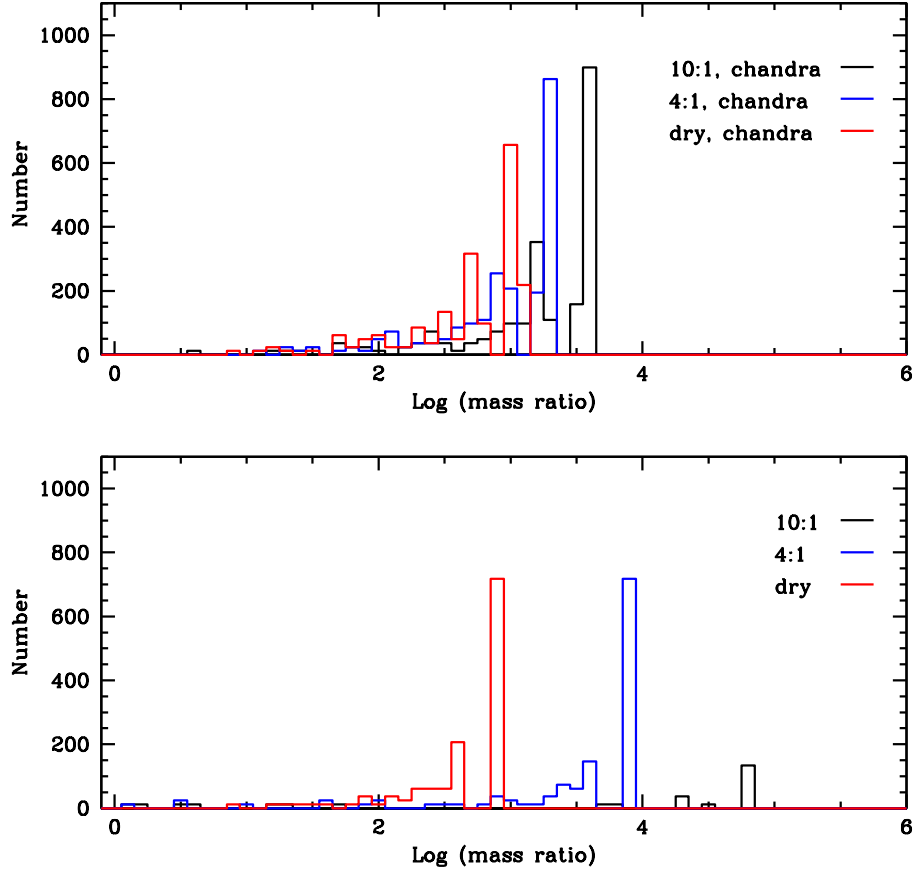 1000
800
600
400
200
0
Number
10:1, chandra
4:1, chandra
dry, chandra
0 2 4 6
Log (mass ratio)
1000
800
600
400
200
0
Number
10:1
4:1
dry
0 2 4 6
Log (mass ratio)